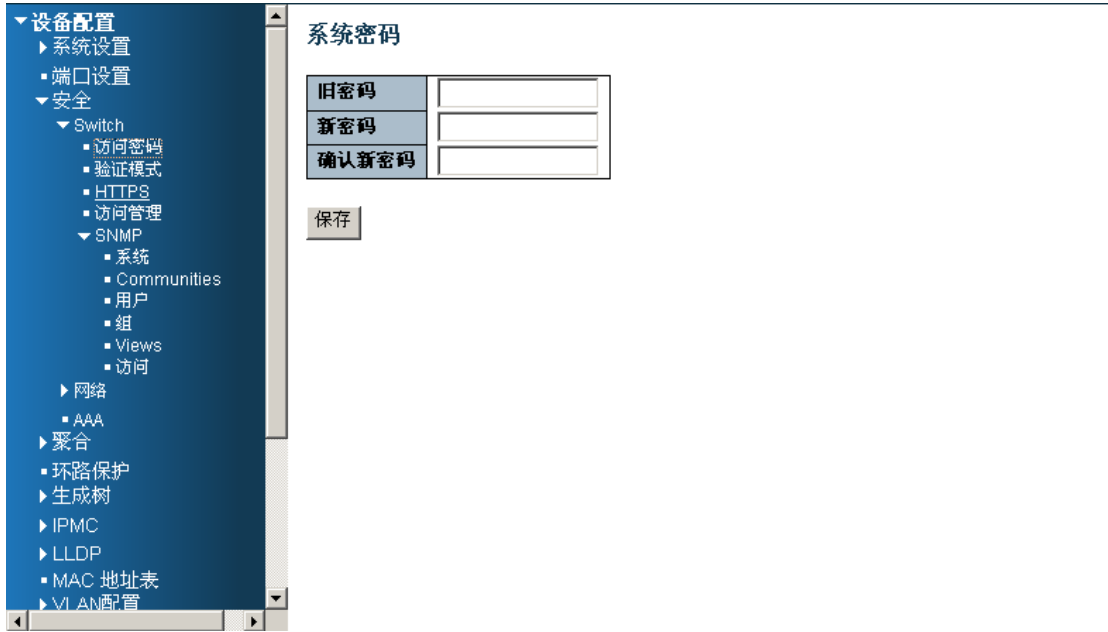 设备配置
系统设置
端口设置
安全
Switch
访问密码
验证模式
HTTPS
访问管理
SNMP
系统
Communities
用户
组
Views
访问
网络
AAA
聚合
环路保护
生成树
IPMC
LLDP
MAC 地址表
VLAN配置
系统密码
旧密码
新密码
确认新密码
保存